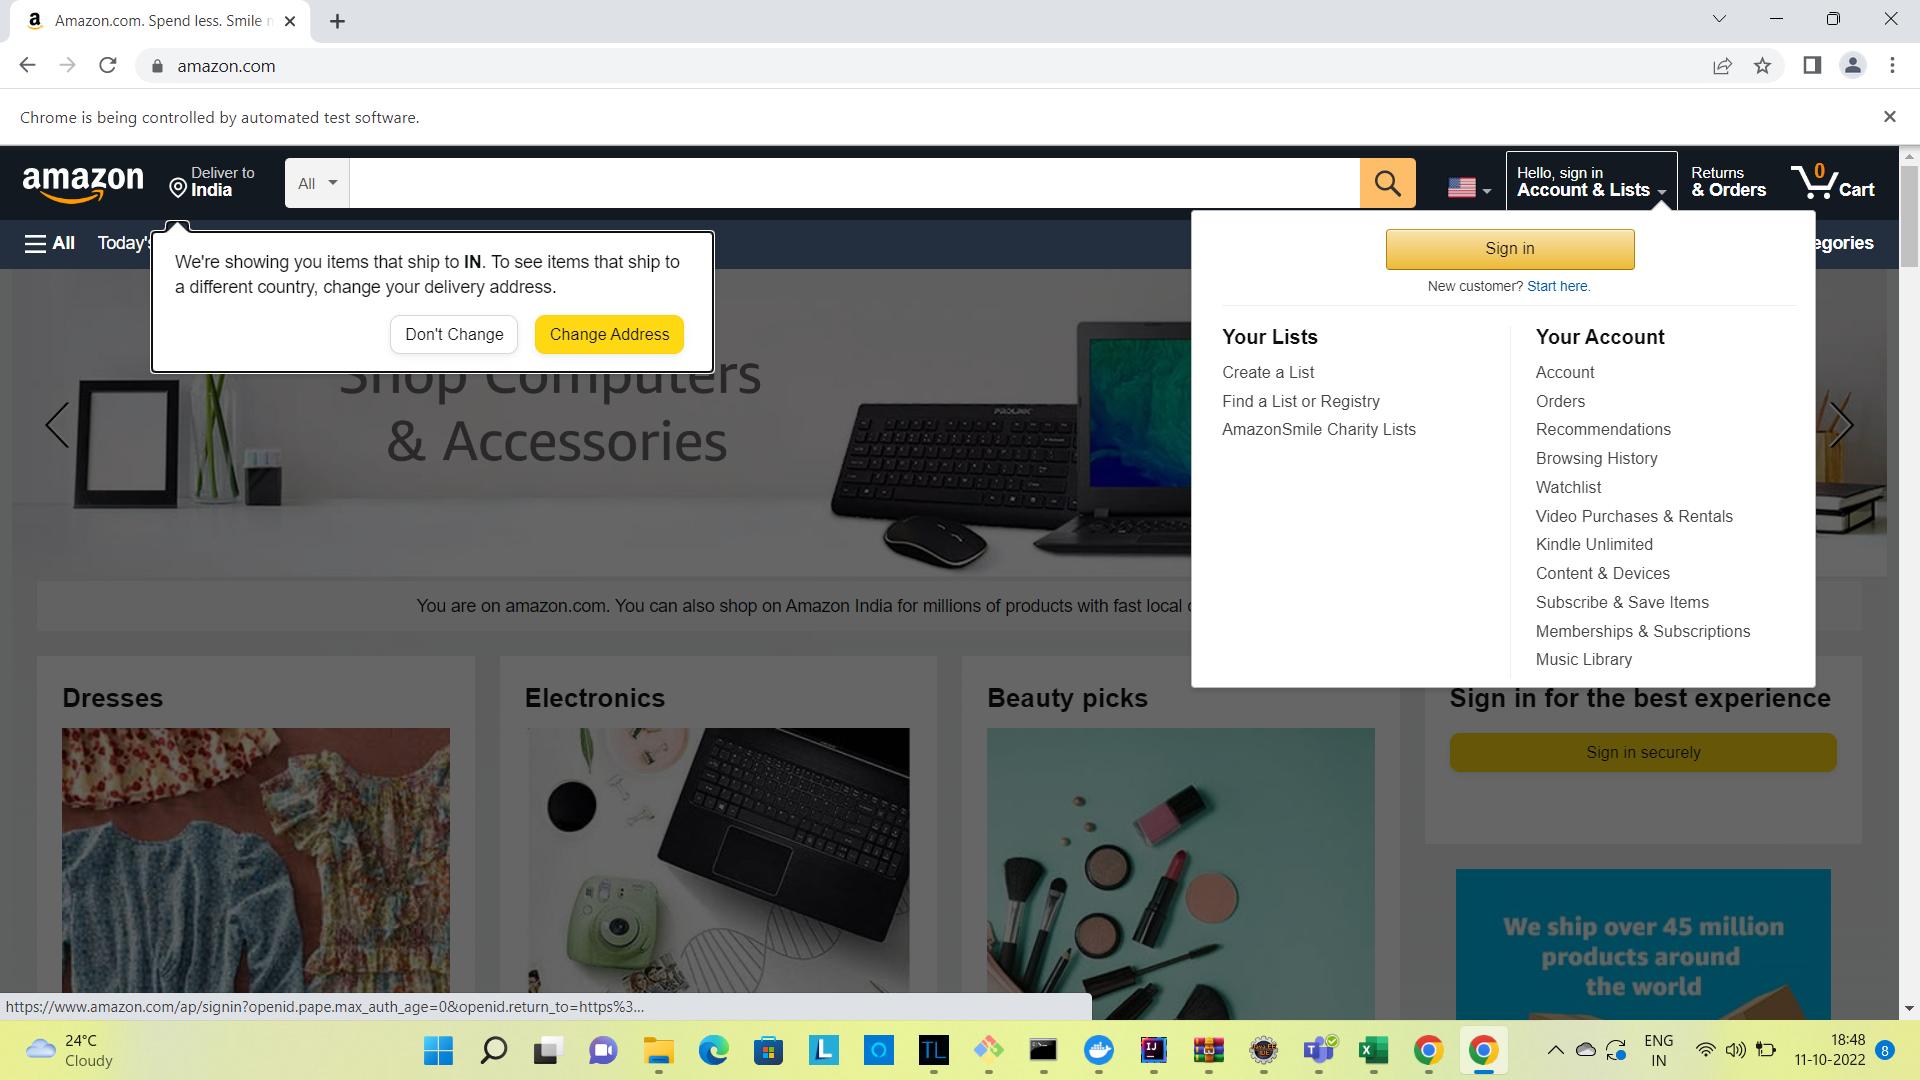 Amazon.com. Spend less. Smile
amazon.com
Chrome is being controlled by automated test software.
amazon
Deliver to
India
All
Hello, sign in
Account & Lists
Returns
& Orders
0
Cart
All
Today's
egories
We're showing you items that ship to IN. To see items that ship to
a different country, change your delivery address.
Don't Change
Change Address
Sign in
New customer? Start here.
Your Lists
Create a List
Find a List or Registry
AmazonSmile Charity Lists
Your Account
Account
Orders
Recommendations
Browsing History
Watchlist
Video Purchases & Rentals
Kindle Unlimited
Content & Devices
Subscribe & Save Items
Memberships & Subscriptions
Music Library
Shop Computers
& Accessories
PROLINK
You are on amazon.com. You can also shop on Amazon India for millions of products with fast local
Dresses
Electronics
Beauty picks
Sign in for the best experience
Sign in securely
We ship over 45 million
products around
the world
https://www.amazon.com/ap/signin?openid.pape.max_auth_age=0&openid.return_to=https%3...
24°C
Cloudy
L
TL
IJ
T
X
ENG
IN
18:48
11-10-2022
8